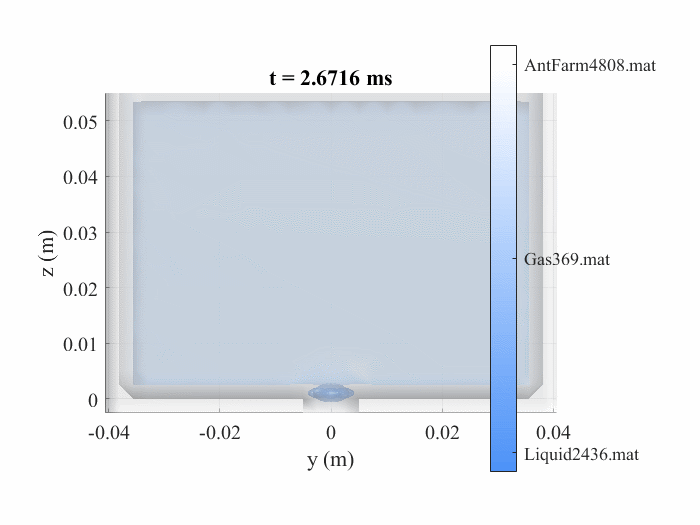 t = 2.6716 ms
AntFarm4808.mat
Gas369.mat
Liquid2436.mat
0.05
0.04
0.03
0.02
0.01
0
z (m)
-0.04
-0.02
0
0.02
0.04
y (m)